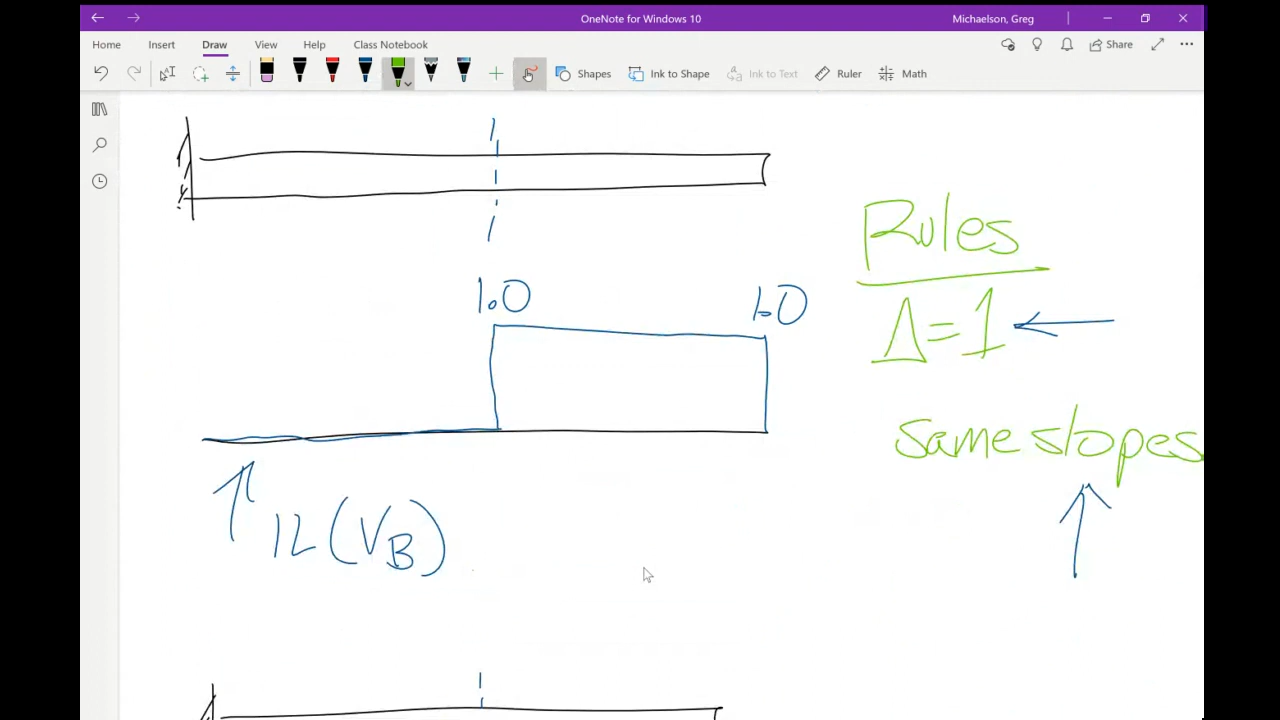 OneNote for Windows 10
Michaelson, Greg
Home Insert Draw View Help Class Notebook
Share
Shapes Ink to Shape Ink to Text Ruler Math
Rules
1.0 1.0
Δ=1
same slopes
IL(VB)